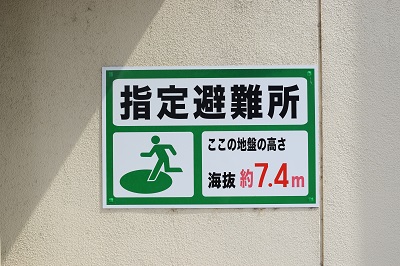 指定避難所
ここの地盤の高さ
海抜 約7.4m